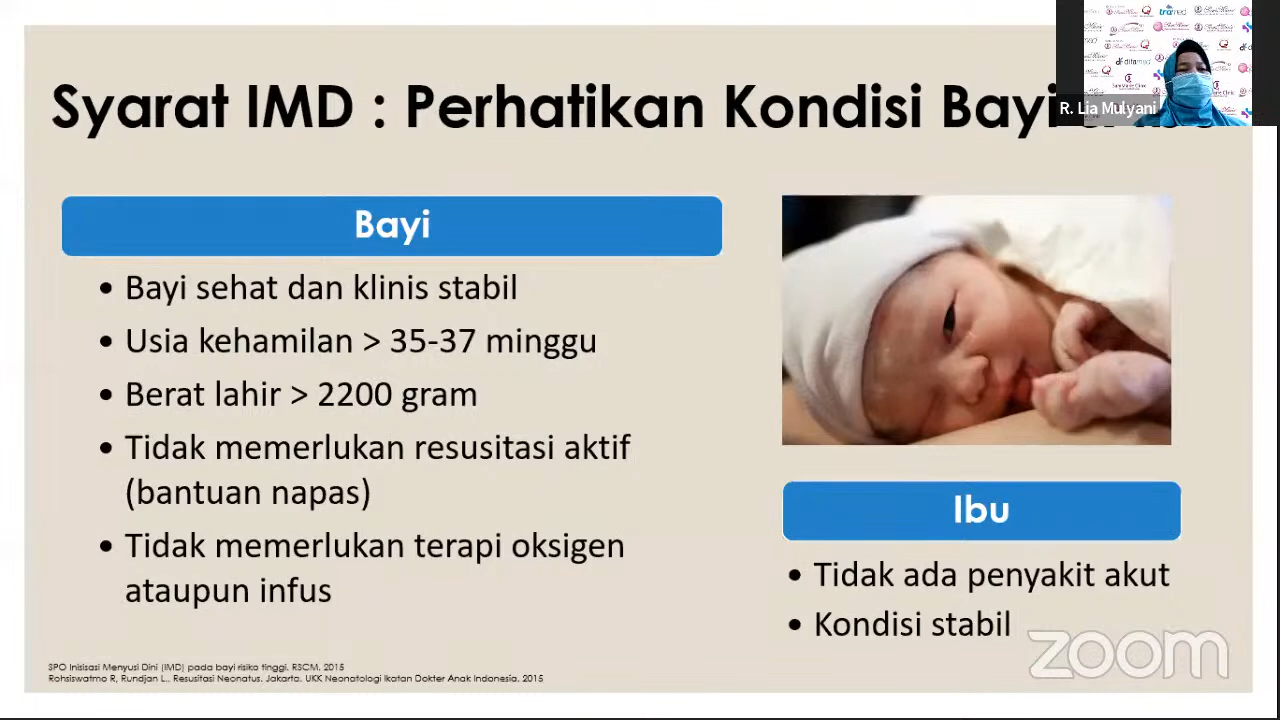 Syarat IMD : Perhatikan Kondisi Bayi
R. Lia Mulyani
Bayi
• Bayi sehat dan klinis stabil
• Usia kehamilan > 35-37 minggu
• Berat lahir > 2200 gram
• Tidak memerlukan resusitasi aktif
(bantuan napas)
• Tidak memerlukan terapi oksigen
ataupun infus
Ibu
• Tidak ada penyakit akut
• Kondisi stabil
zoom
SPO Inisisasi Menyusi Dini (IMD) pada bayi risiko tinggi. RSCM. 2015
Rohsiswatmo R, Rundjan L.. Resusitasi Neonatus. Jakarta. UKK Neonatologi Ikatan Dokter Anak Indonesia. 2015